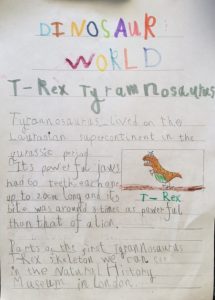 DINOSAUR
WORLD
T-Rex Tyramnosaurus
Tyrannosaurus lived on the
Laurasian supercontinent in the
jurassic period
It's powerful jaws
had 60 teeth each one
up to 20cm long and it's
bite was around 3 times as powerful
than that of a lion.
T-Rex
Parts of the first Tyrannosaurus
Rex skeleton we can see
in the Natural History
Museum in London.